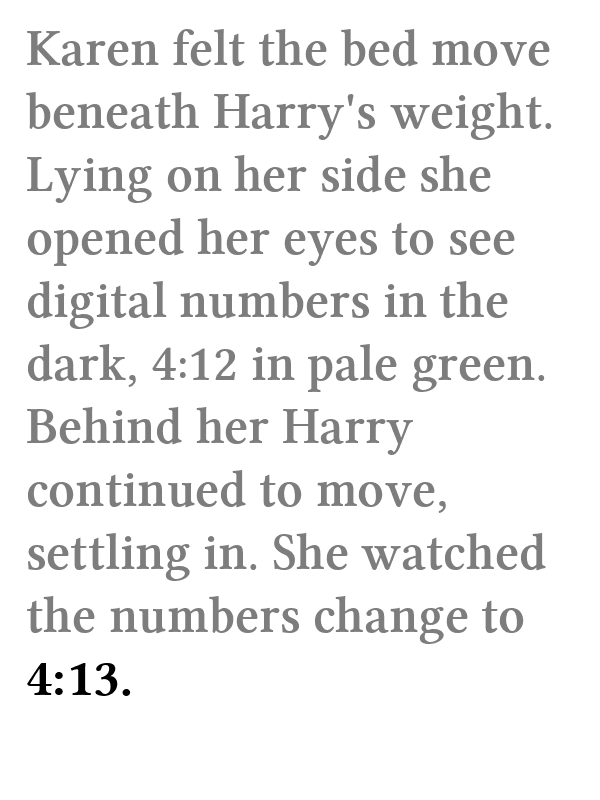 Karen felt the bed move
beneath Harry's weight.
Lying on her side she
opened her eyes to see
digital numbers in the
dark, 4:12 in pale green.
Behind her Harry
continued to move,
settling in. She watched
the numbers change to
4:13.